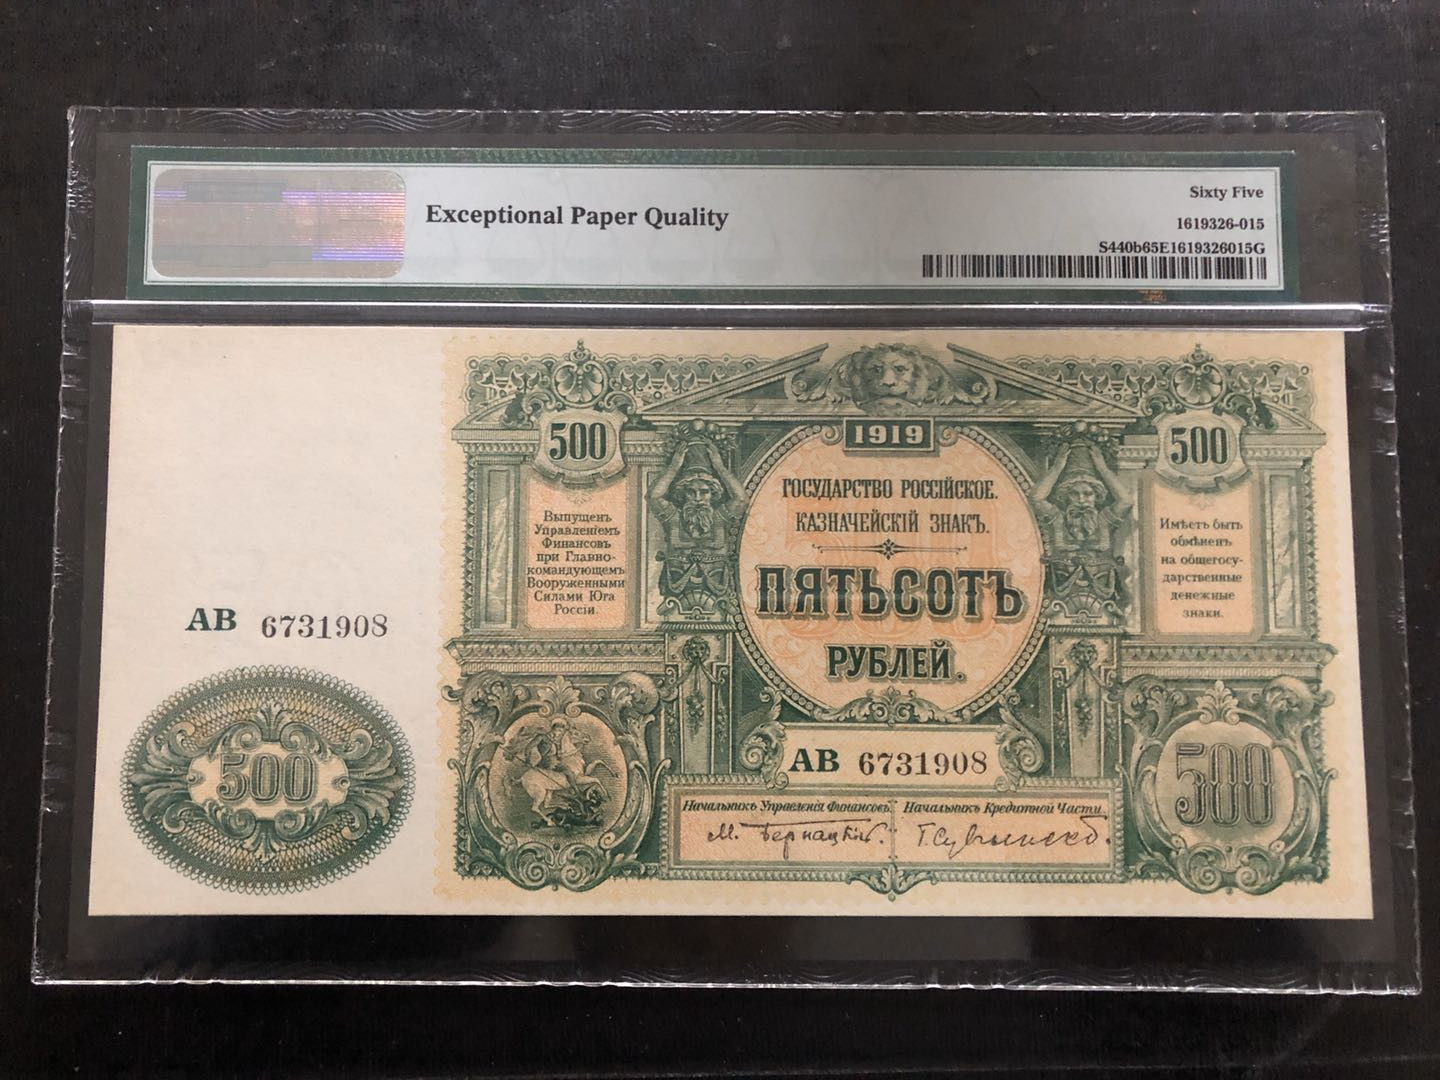 Exceptional Paper Quality
Sixty Five
1619326-015
S440b65E1619326015G
500
1919
500
ГОСУДАРСТВО РОССІЙСКОЕ.
КАЗНАЧЕЙСКІЙ ЗНАКЪ.
ПЯТЬСОТЪ
РУБЛЕЙ.
Выпущенъ
Управленіемъ
Финансовъ
при Главно-
командующемъ
Вооруженными
Силами Юга
Россіи.
Имѣетъ быть
обмѣненъ
на общегосу-
дарственные
денежные
знаки.
АВ 6731908
500
АВ 6731908
500
Начальникъ Управленія Финансовъ
М. Бернацкій.
Начальникъ Кредитной Части.